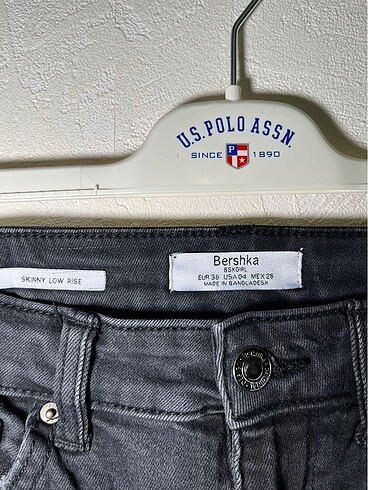 U.S. POLO ASSN.
SINCE 1890
P
Bershka
BSKGIRL
EUR 36 USA 04 MEX 26
MADE IN BANGLADESH
SKINNY LOW RISE